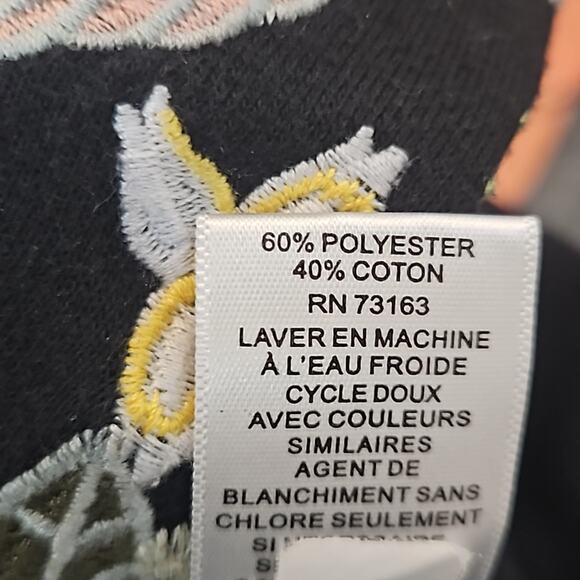 60% POLYESTER
40% COTON
RN 73163
LAVER EN MACHINE
À L'EAU FROIDE
CYCLE DOUX
AVEC COULEURS
SIMILAIRES
AGENT DE
BLANCHIMENT SANS
CHLORE SEULEMENT
SI